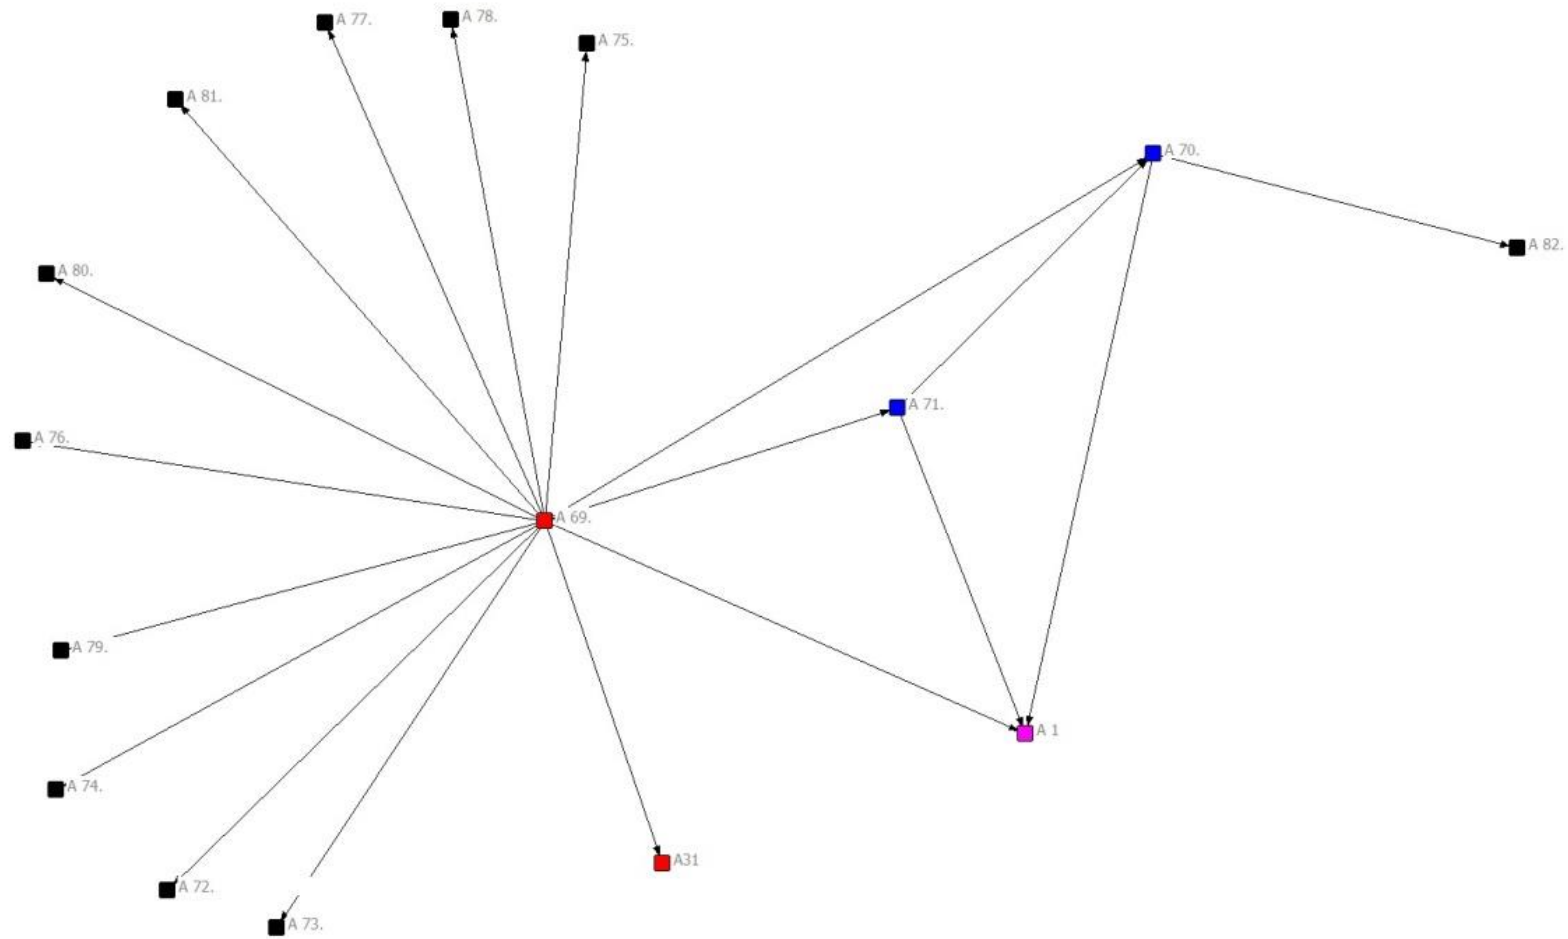 A 77.
A 78.
A 75.
A 81.
A 70.
A 82.
A 80.
A 71.
A 76.
A 69.
A 79.
A 1
A 74.
A31
A 72.
A 73.